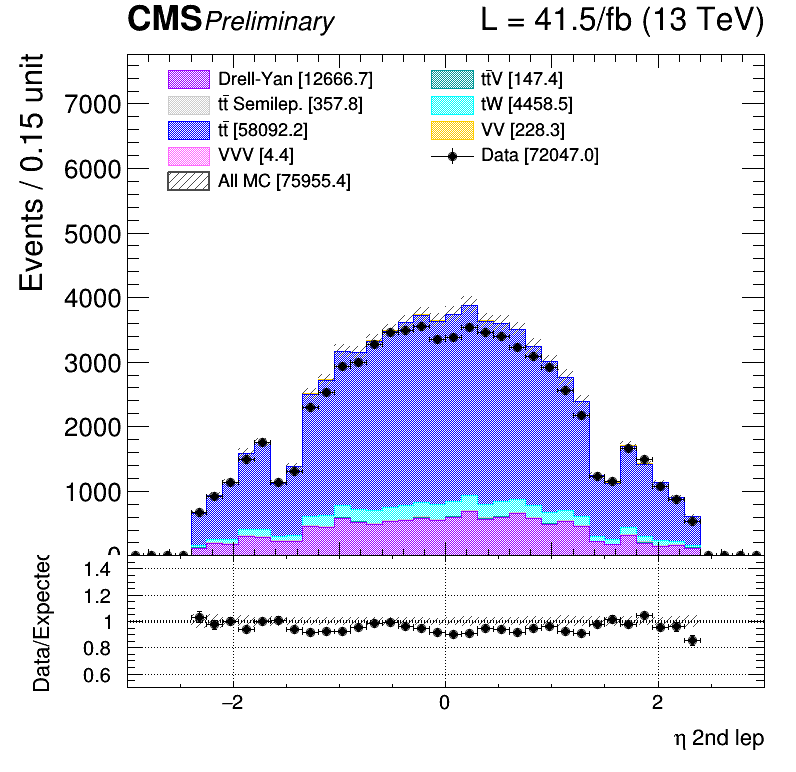 CMS Preliminary L = 41.5/fb (13 TeV)
Drell-Yan [12666.7]
tt̄ Semilep. [357.8]
tt̄ [58092.2]
VVV [4.4]
All MC [75955.4]
tt̄V [147.4]
tW [4458.5]
VV [228.3]
Data [72047.0]
Events / 0.15 unit
7000
6000
5000
4000
3000
2000
1000
0
Data/Expected
1.4
1.2
1
0.8
0.6
−2 0 2
η 2nd lep